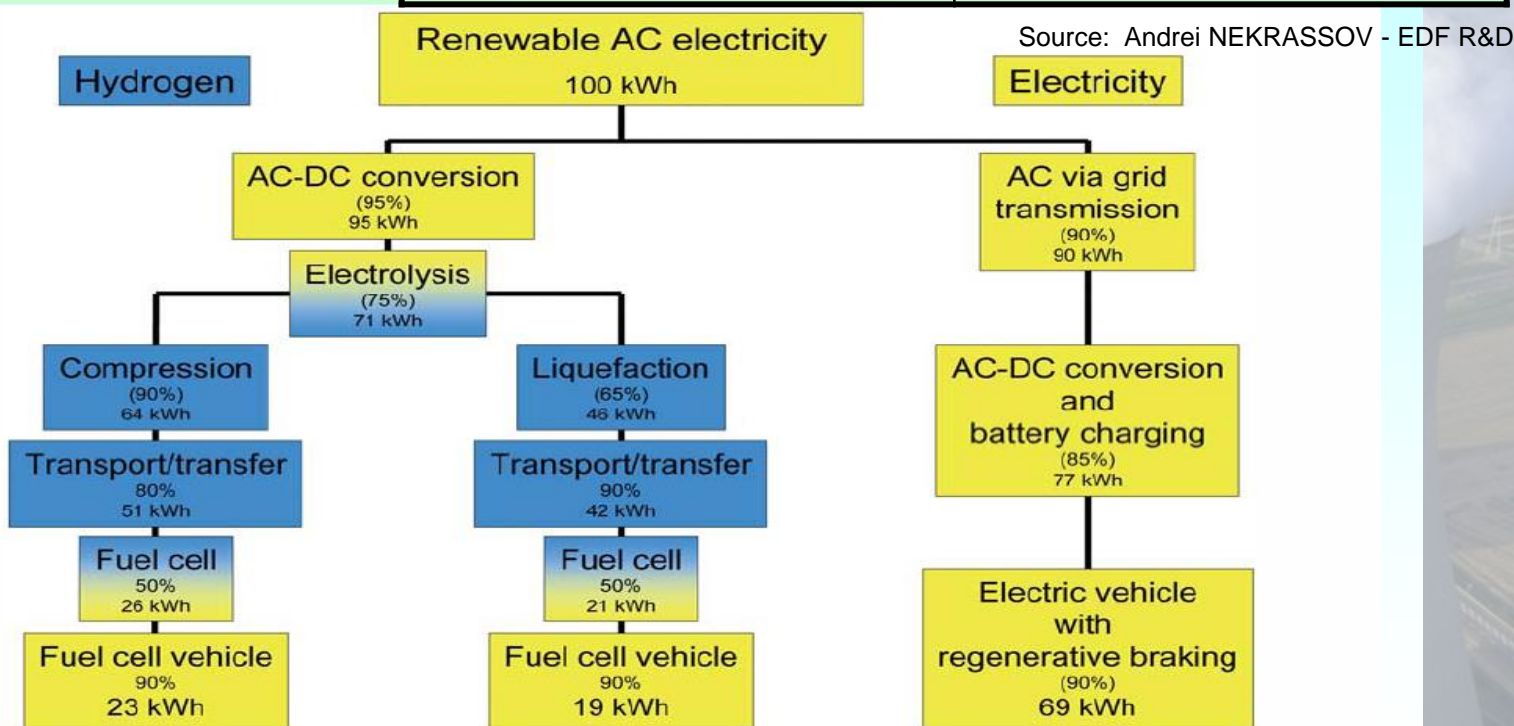 Source: Andrei NEKRASSOV - EDF R&D
Renewable AC electricity
100 kWh
Hydrogen
Electricity
AC-DC conversion
(95%)
95 kWh
AC via grid
transmission
(90%)
90 kWh
Electrolysis
(75%)
71 kWh
Compression
(90%)
64 kWh
Liquefaction
(65%)
46 kWh
AC-DC conversion
and
battery charging
(85%)
77 kWh
Transport/transfer
80%
51 kWh
Transport/transfer
90%
42 kWh
Fuel cell
50%
26 kWh
Fuel cell
50%
21 kWh
Electric vehicle
with
regenerative braking
(90%)
69 kWh
Fuel cell vehicle
90%
23 kWh
Fuel cell vehicle
90%
19 kWh